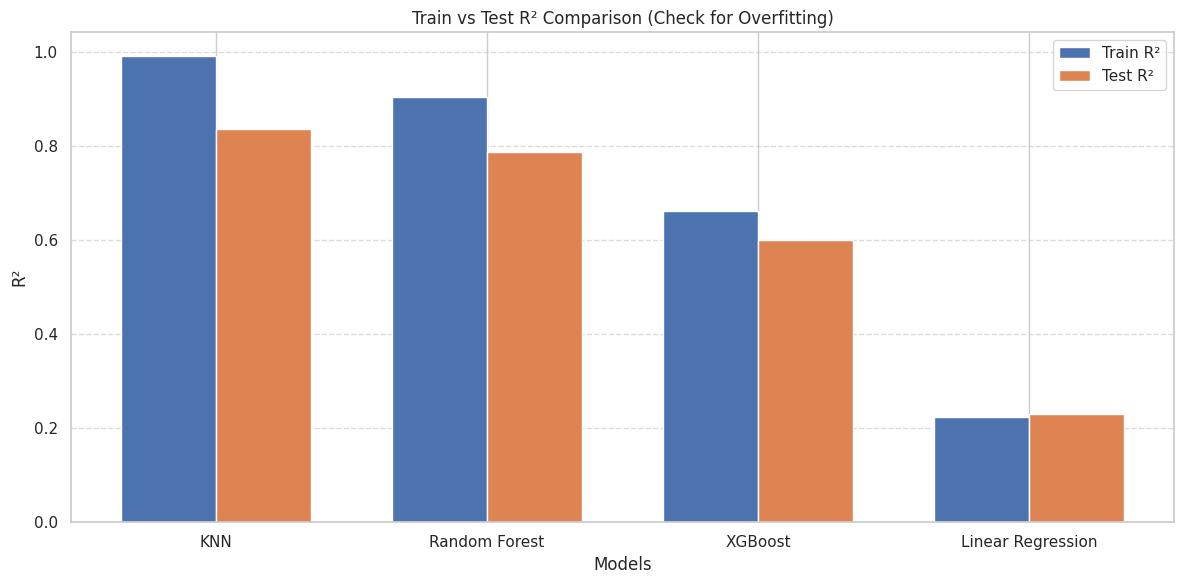 Train vs Test R² Comparison (Check for Overfitting)
Train R²
Test R²
1.0
0.8
0.6
0.4
0.2
0.0
R²
KNN Random Forest XGBoost Linear Regression
Models